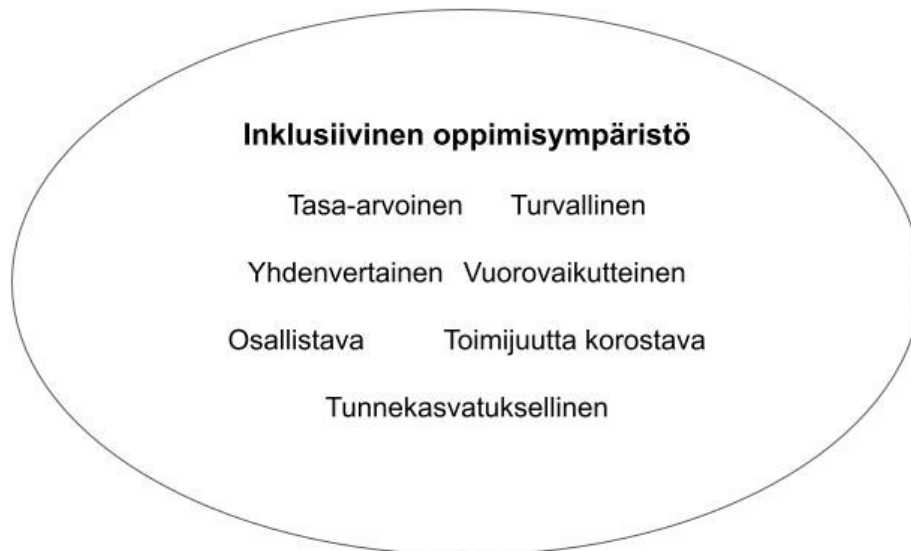 Inklusiivinen oppimisympäristö
Tasa-arvoinen Turvallinen
Yhdenvertainen Vuorovaikutteinen
Osallistava Toimijuutta korostava
Tunnekasvatuksellinen